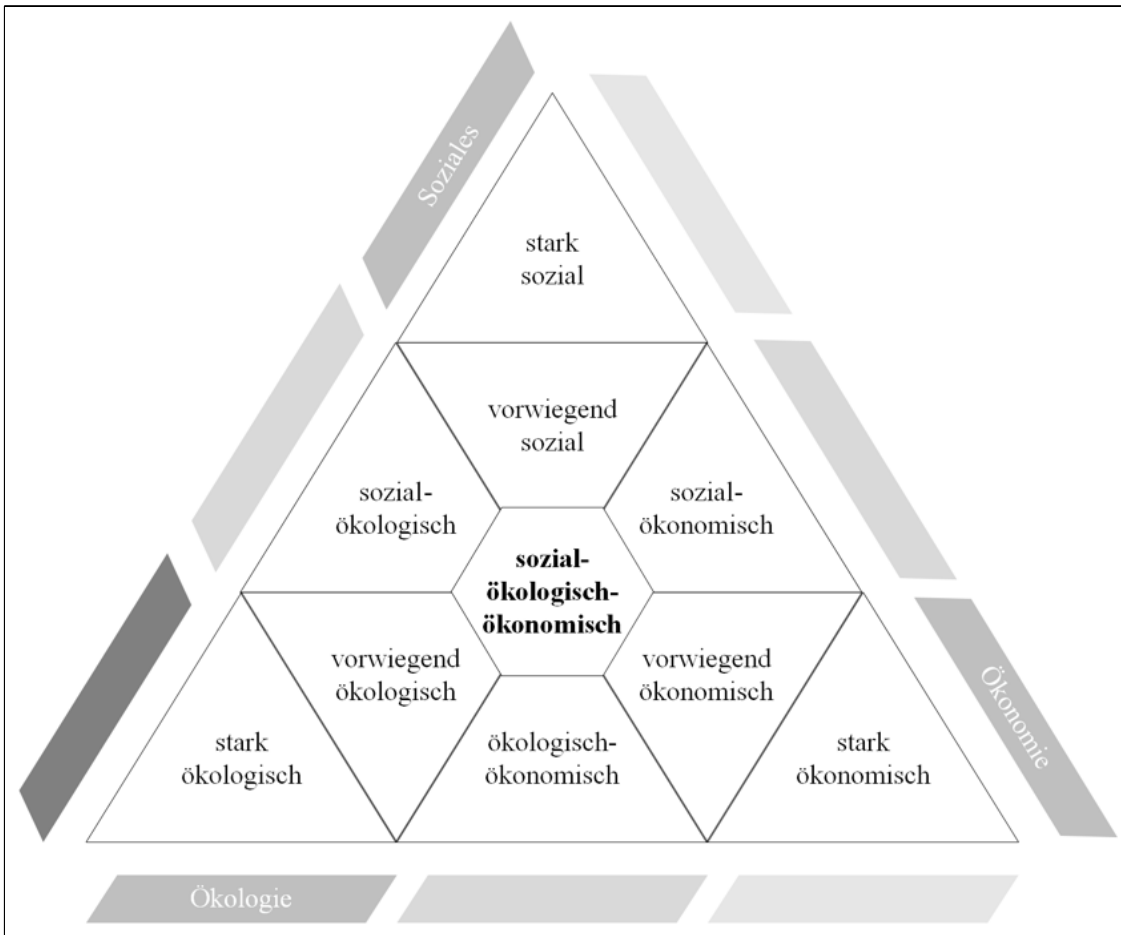 Soziales
stark
sozial
vorwiegend
sozial
sozial-
ökologisch
sozial-
ökonomisch
sozial-
ökologisch-
ökonomisch
vorwiegend
ökologisch
vorwiegend
ökonomisch
stark
ökologisch
ökologisch-
ökonomisch
stark
ökonomisch
Ökonomie
Ökologie